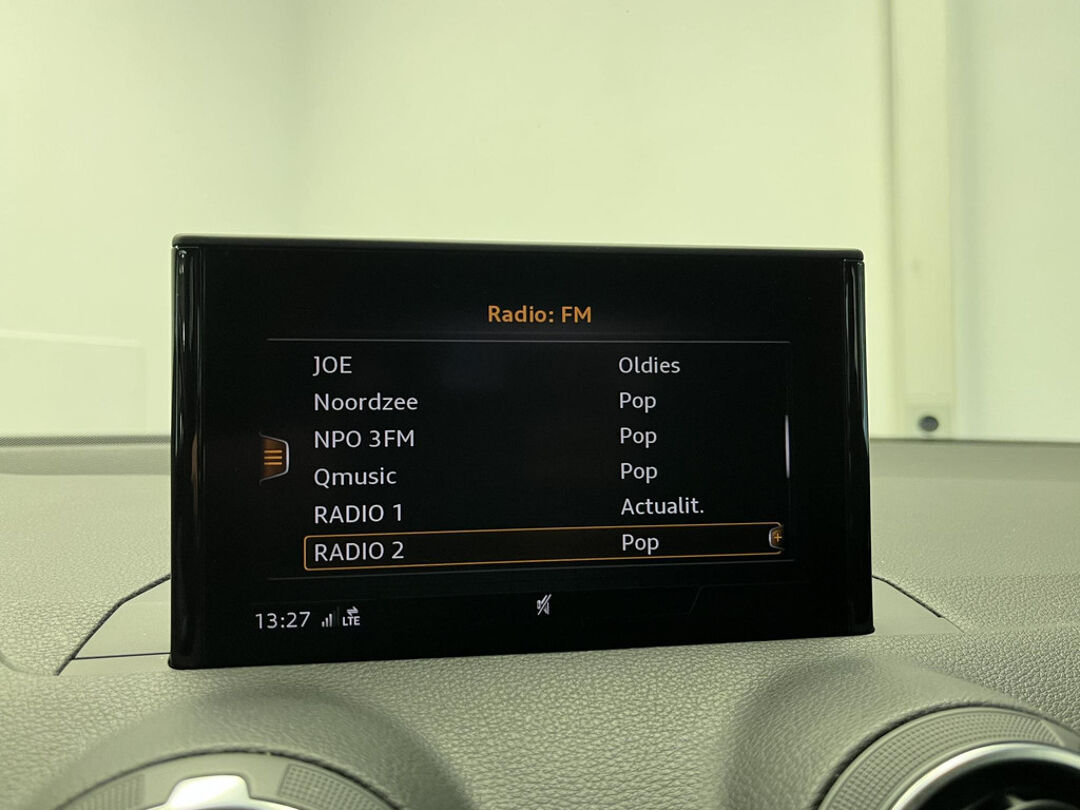 Radio: FM
JOE Oldies
Noordzee Pop
NPO 3FM Pop
Qmusic Pop
RADIO 1 Actualit.
RADIO 2 Pop
13:27 LTE